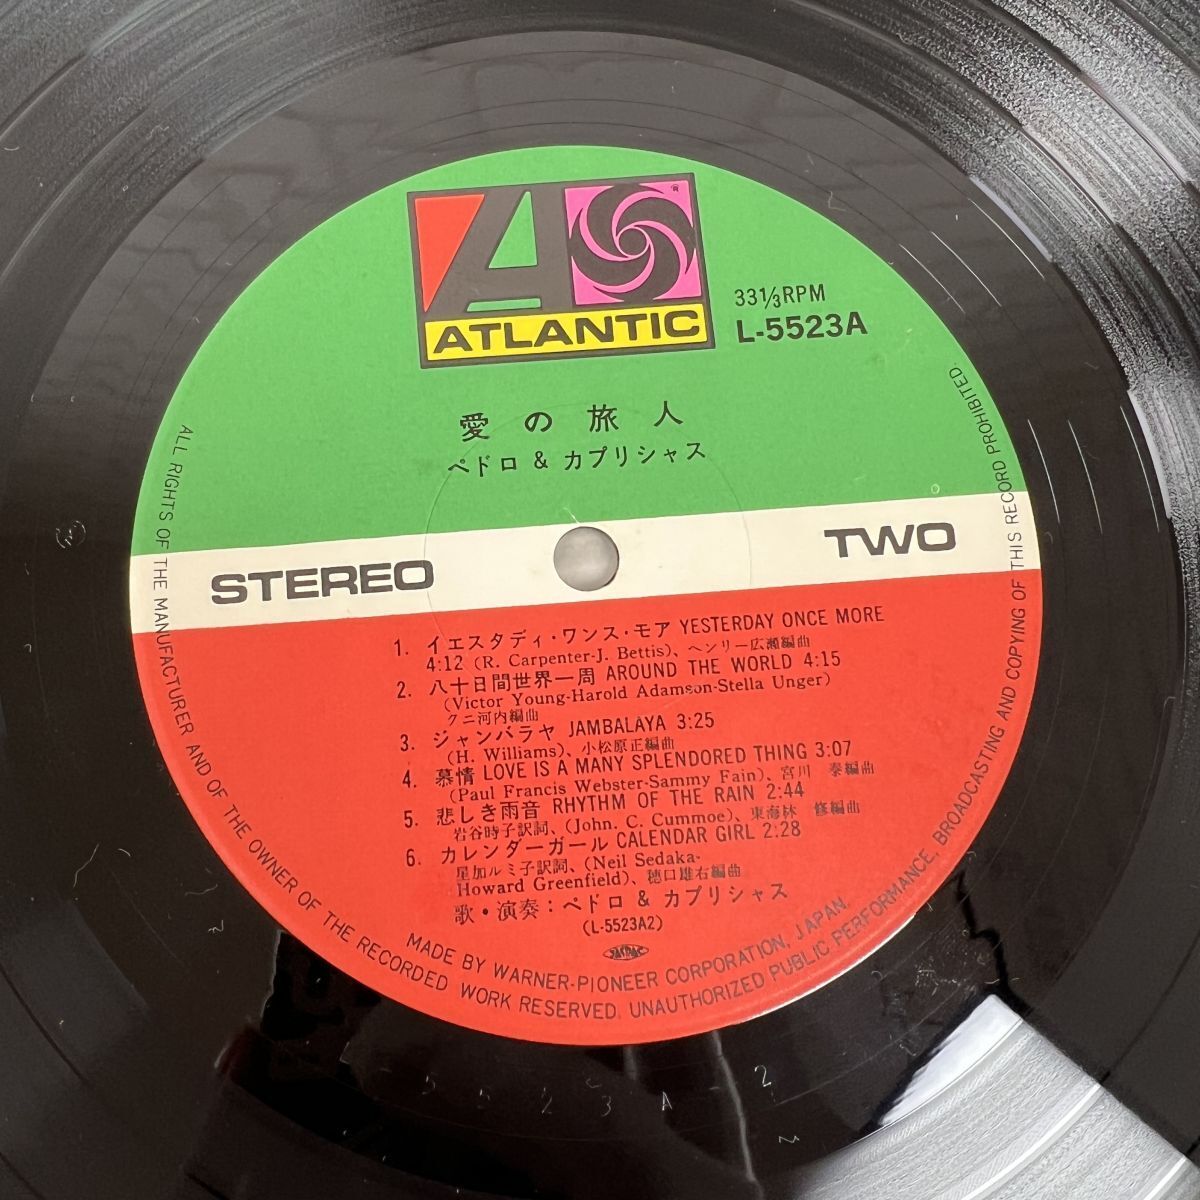 ATLANTIC
®
33 1/3 RPM
L-5523A
愛の旅人
ペドロ & カプリシャス
STEREO
TWO
1. イエスタディ・ワンス・モア YESTERDAY ONCE MORE
4:12 (R. Carpenter-J. Bettis)、ヘンリー広瀬編曲
2. 八十日間世界一周 AROUND THE WORLD 4:15
(Victor Young-Harold Adamson-Stella Unger)
クニ河内編曲
3. ジャンバラヤ JAMBALAYA 3:25
(H. Williams)、小松原正編曲
4. 慕情 LOVE IS A MANY SPLENDORED THING 3:07
(Paul Francis Webster-Sammy Fain)、宮川 泰編曲
5. 悲しき雨音 RHYTHM OF THE RAIN 2:44
岩谷時子訳詞、(John. C. Cummoe)、東海林 修編曲
6. カレンダーガール CALENDAR GIRL 2:28
星加ルミ子訳詞、(Neil Sedaka-
Howard Greenfield)、穂口雄右編曲
歌・演奏:ペドロ & カプリシャス
(L-5523A2)
JASRAC
MADE BY WARNER-PIONEER CORPORATION, JAPAN.
ALL RIGHTS OF THE MANUFACTURER AND OF THE OWNER OF THE RECORDED WORK RESERVED. UNAUTHORIZED PUBLIC PERFORMANCE, BROADCASTING AND COPYING OF THIS RECORD PROHIBITED.